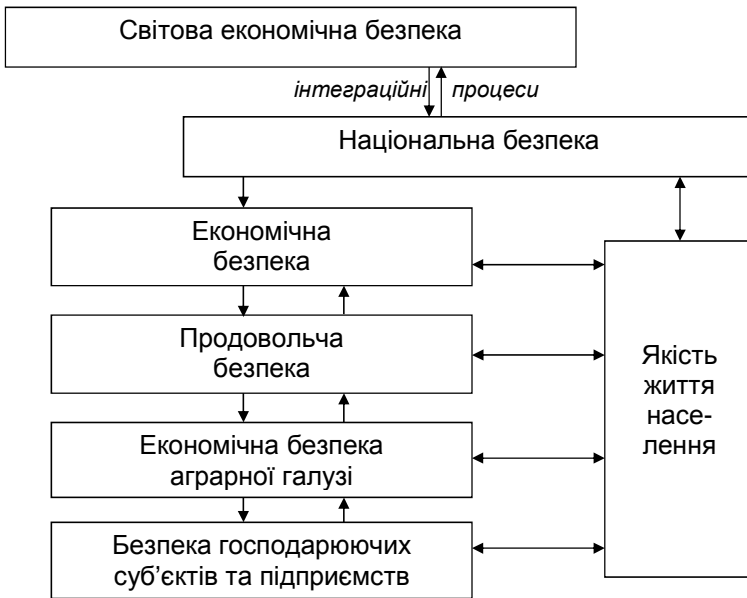 Світова економічна безпека
інтеграційні процеси
Національна безпека
Економічна
безпека
Продовольча
безпека
Економічна безпека
аграрної галузі
Безпека господарюючих
суб’єктів та підприємств
Якість
життя
насе-
лення